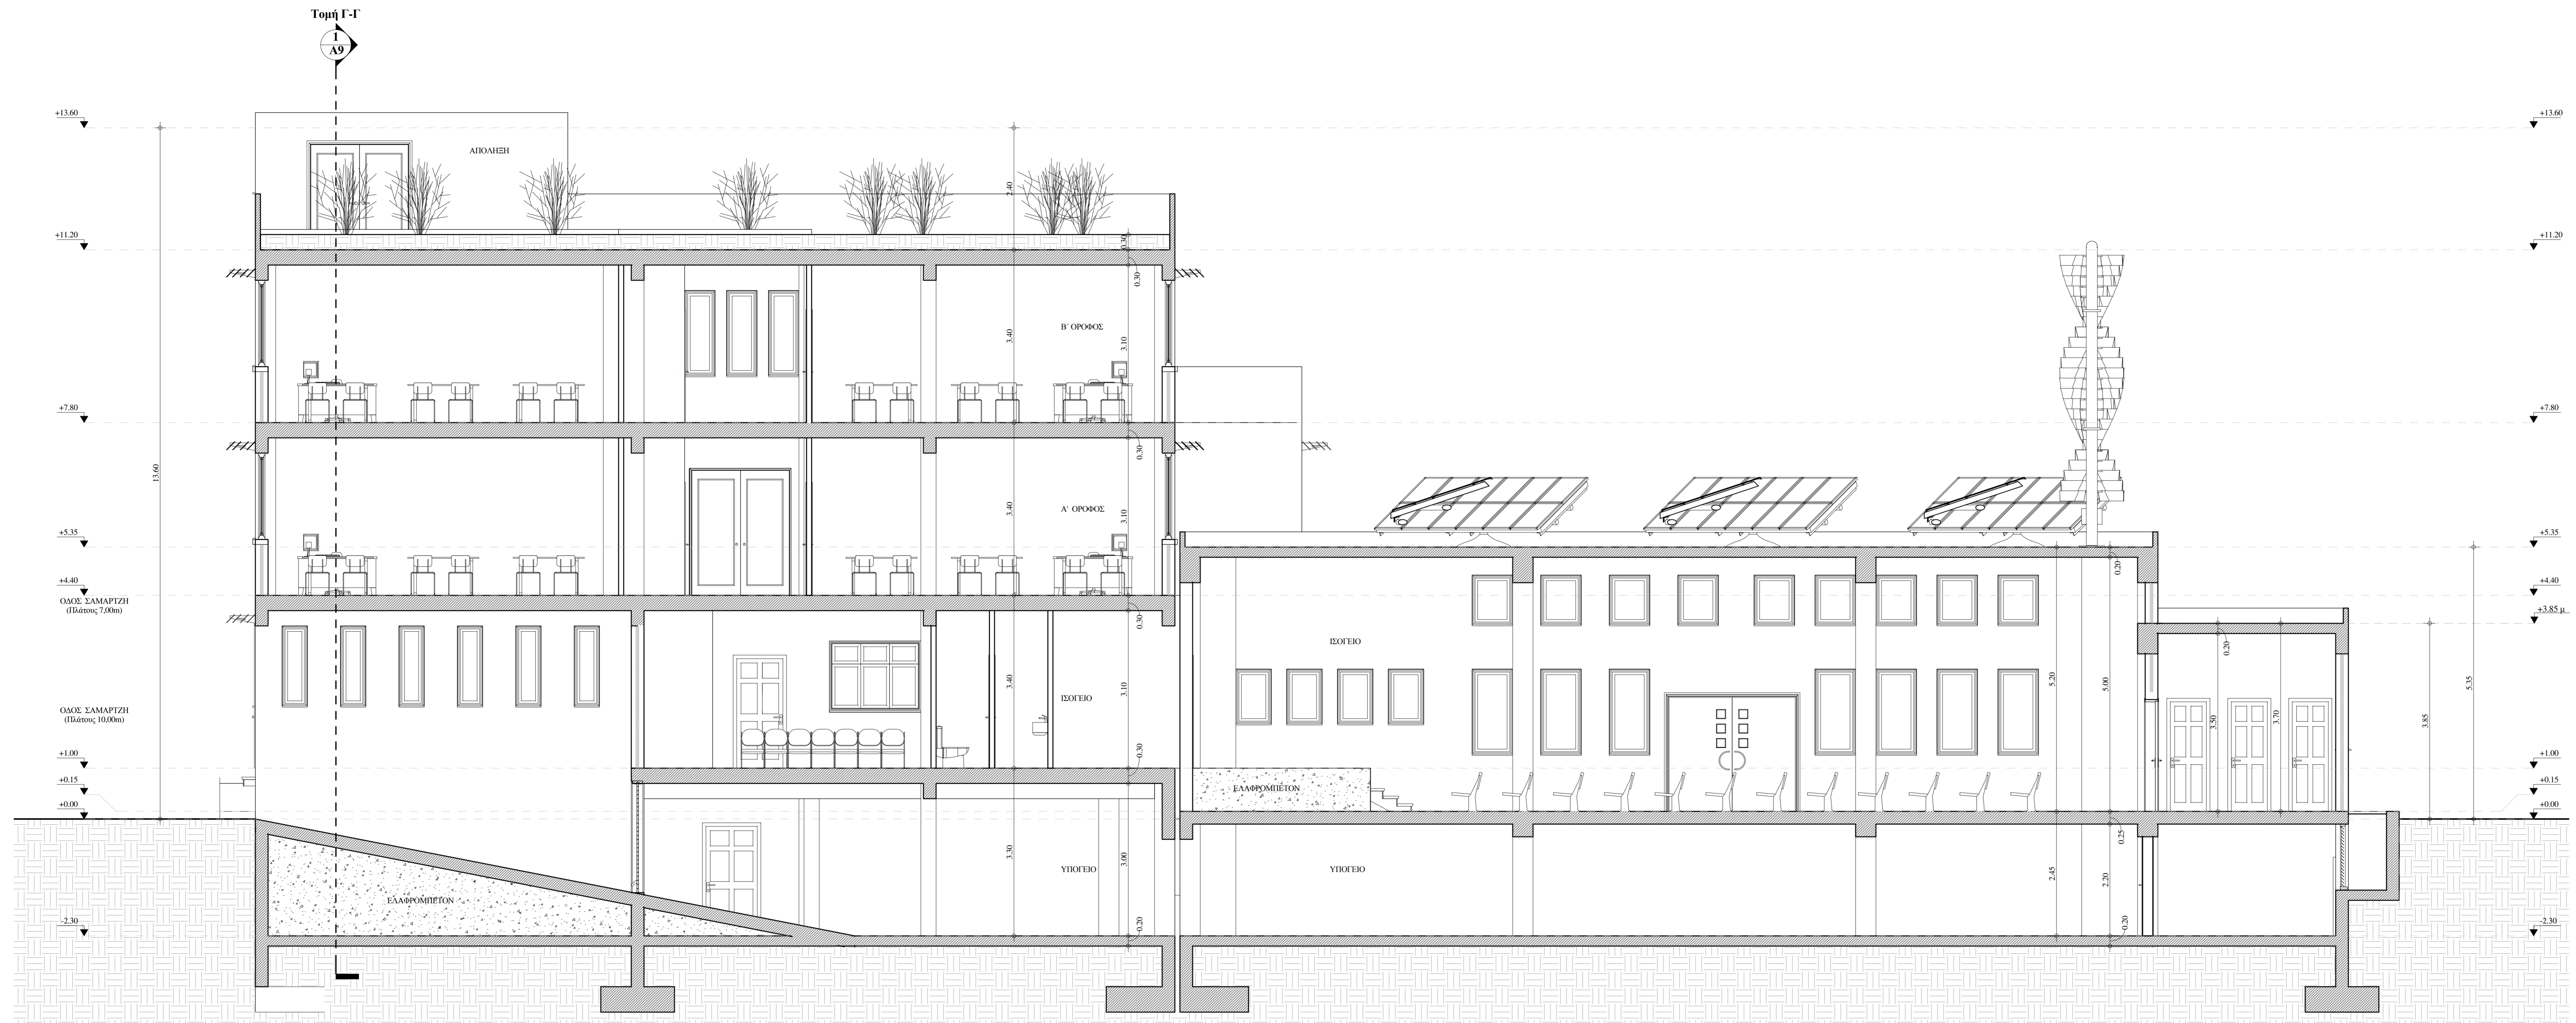 Τομή Γ-Γ
1
A9
+13.60
+13.60
ΑΠΟΛΗΞΗ
2.40
+11.20
0.30
+11.20
0.30
Β΄ ΟΡΟΦΟΣ
3.40
3.10
+7.80
+7.80
0.30
13.60
Α' ΟΡΟΦΟΣ
3.40
3.10
+5.35
+5.35
0.20
+4.40
+4.40
ΟΔΟΣ ΣΑΜΑΡΤΖΗ
(Πλάτους 7,00m)
0.30
+3.85 μ
0.20
ΙΣΟΓΕΙΟ
ΙΣΟΓΕΙΟ
3.40
3.10
5.20
5.00
3.50
3.70
3.85
5.35
ΟΔΟΣ ΣΑΜΑΡΤΖΗ
(Πλάτους 10,00m)
+1.00
0.30
+1.00
+0.15
ΕΛΑΦΡΟΜΠΕΤΟΝ
+0.15
+0.00
+0.00
0.25
3.30
3.00
ΥΠΟΓΕΙΟ
ΥΠΟΓΕΙΟ
2.45
2.20
ΕΛΑΦΡΟΜΠΕΤΟΝ
-2.30
0.20
0.20
-2.30